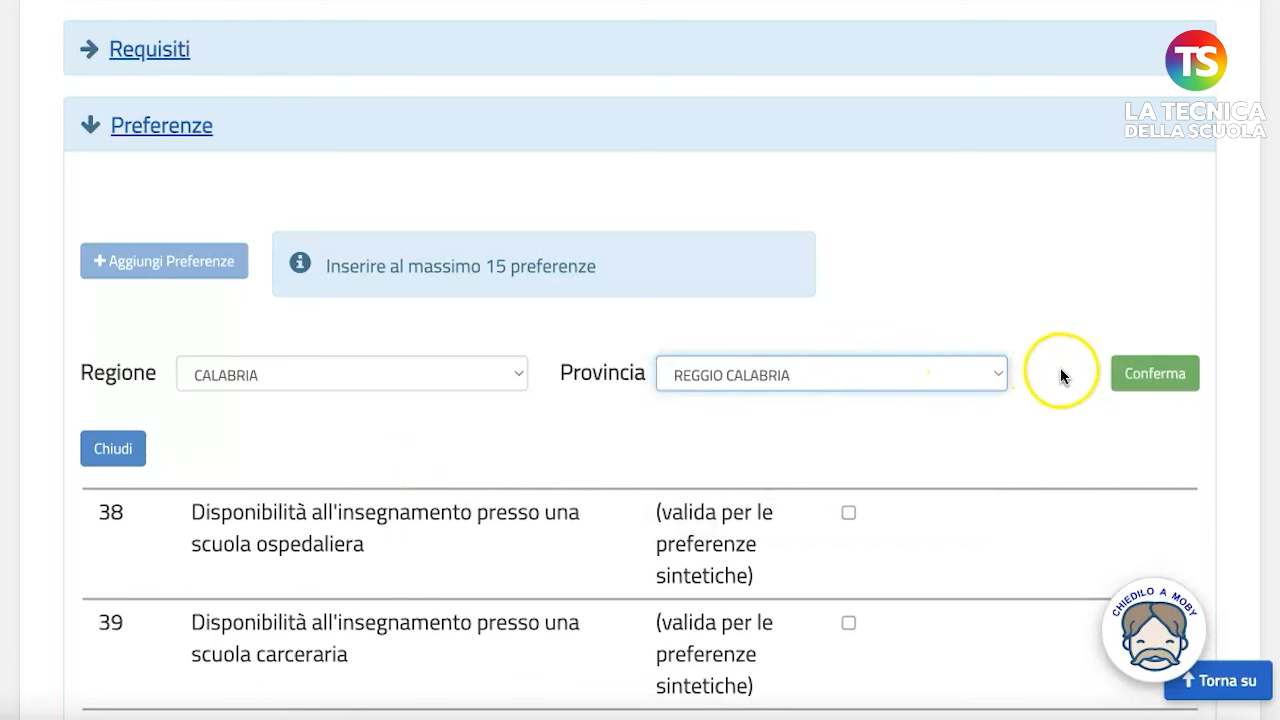 Requisiti
TS
LA TECNICA
DELLA SCUOLA
Preferenze
+ Aggiungi Preferenze
Inserire al massimo 15 preferenze
Regione
CALABRIA
Provincia
REGGIO CALABRIA
Conferma
Chiudi
38
Disponibilità all'insegnamento presso una
scuola ospedaliera
(valida per le
preferenze
sintetiche)
39
Disponibilità all'insegnamento presso una
scuola carceraria
(valida per le
preferenze
sintetiche)
CHIEDILO A MOBY
Torna su